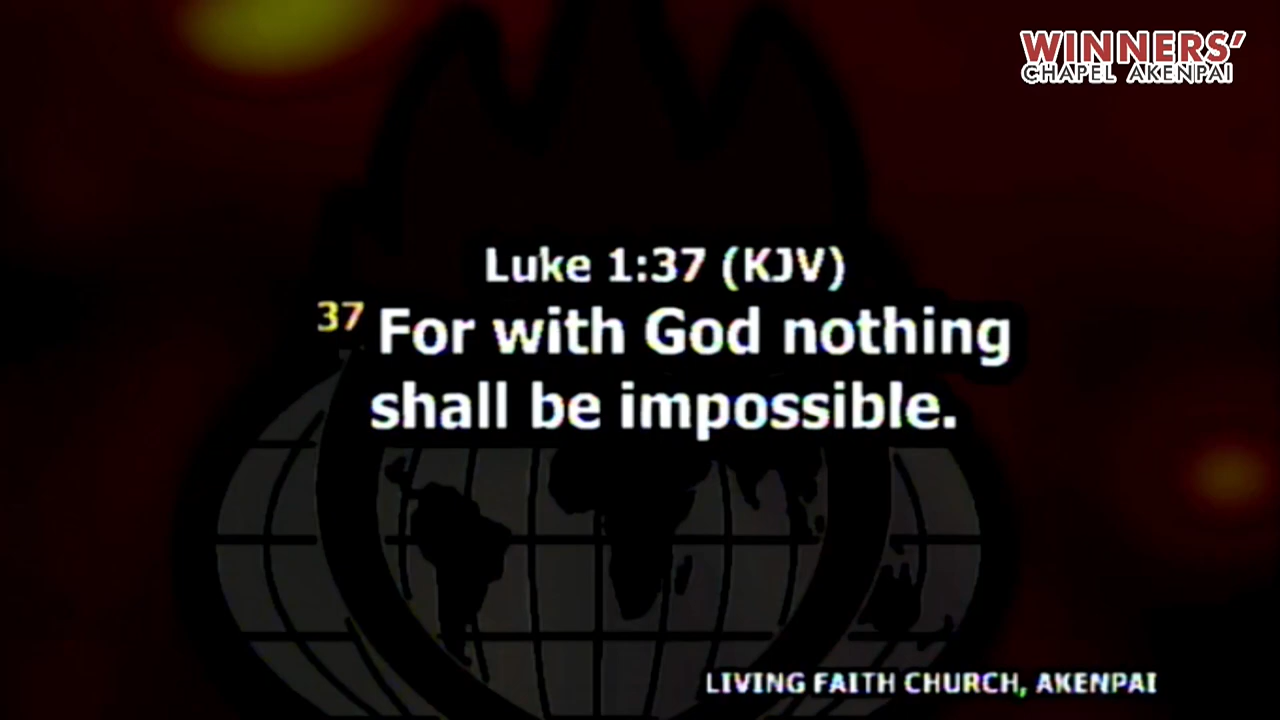 WINNERS'
CHAPEL AKENPAI
Luke 1:37 (KJV)
37 For with God nothing
shall be impossible.
LIVING FAITH CHURCH, AKENPAI